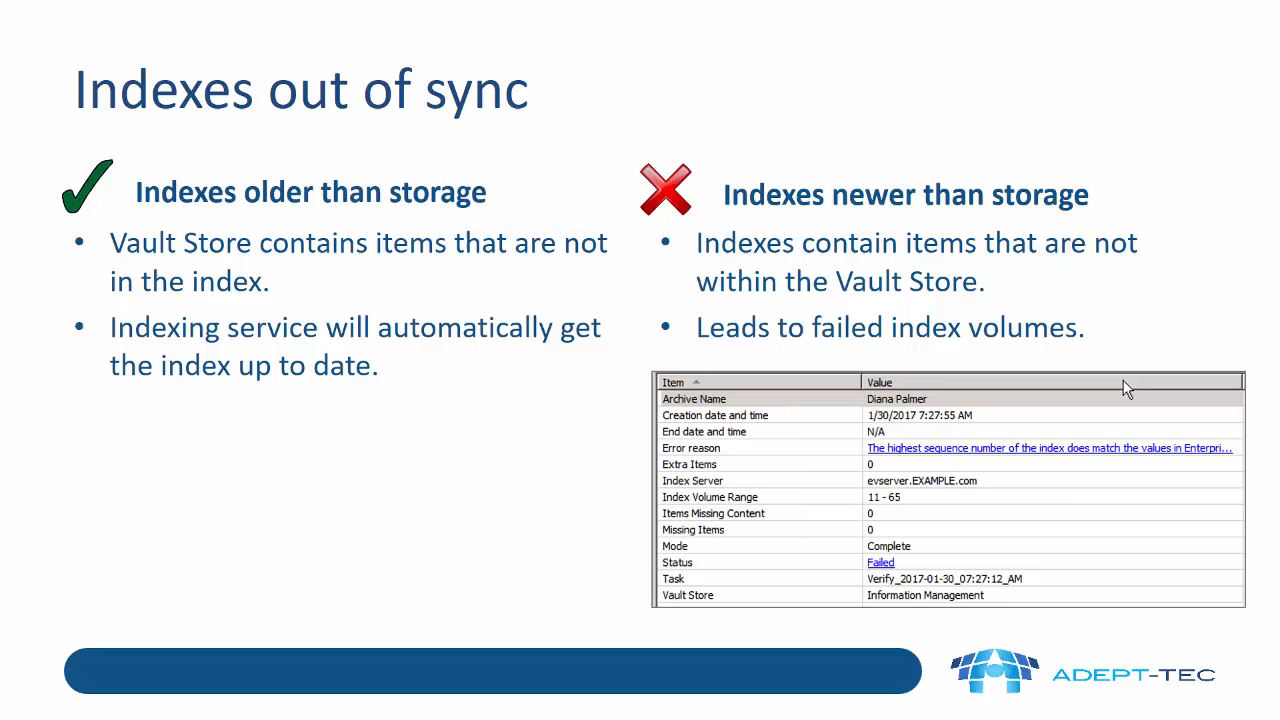 Indexes out of sync
Indexes older than storage
• Vault Store contains items that are not
in the index.
• Indexing service will automatically get
the index up to date.
Indexes newer than storage
• Indexes contain items that are not
within the Vault Store.
• Leads to failed index volumes.
Item Value
Archive Name Diana Palmer
Creation date and time 1/30/2017 7:27:55 AM
End date and time N/A
Error reason The highest sequence number of the index does match the values in Enterpri...
Extra Items 0
Index Server evserver.EXAMPLE.com
Index Volume Range 11 - 65
Items Missing Content 0
Missing Items 0
Mode Complete
Status Failed
Task Verify_2017-01-30_07:27:12_AM
Vault Store Information Management
ADEPT-TEC